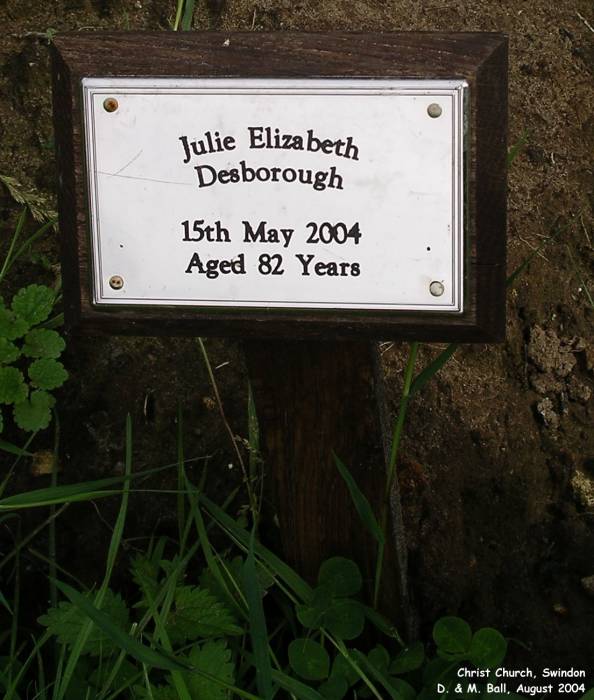 Julie Elizabeth
Desborough
15th May 2004
Aged 82 Years
Christ Church, Swindon
D. & M. Ball, August 2004